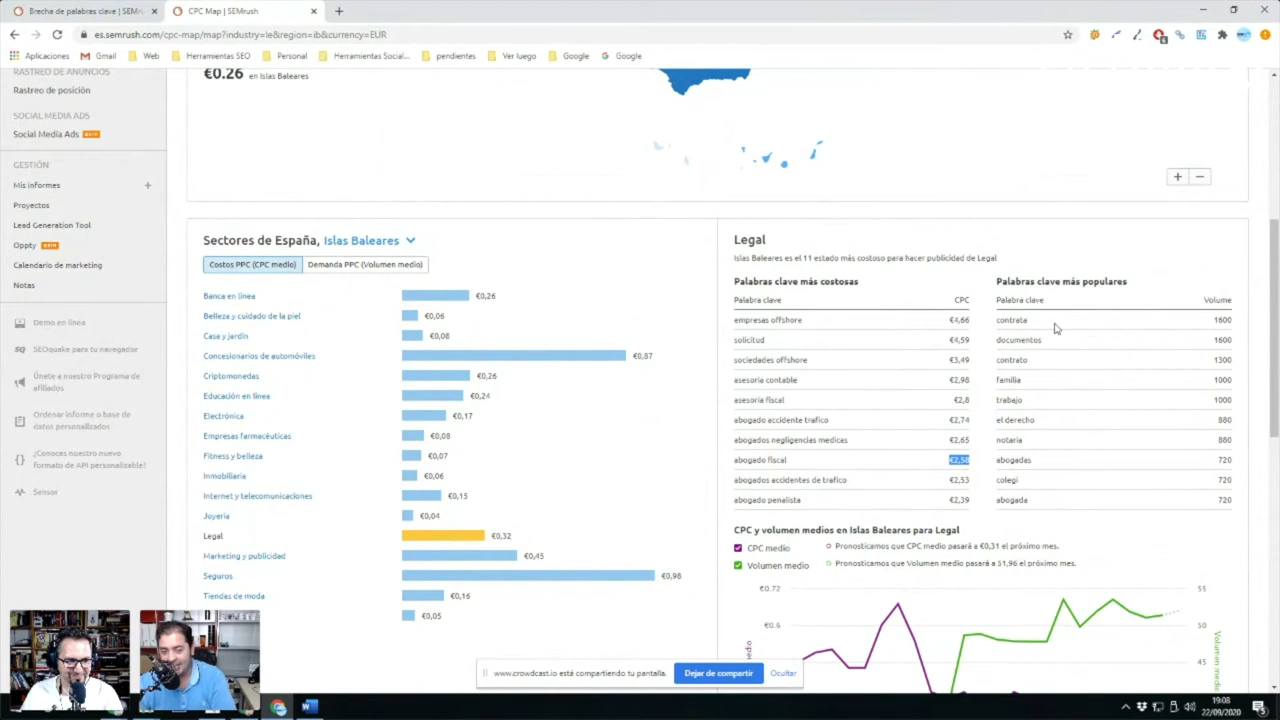 Brecha de palabras clave | SEMr
CPC Map | SEMrush
es.semrush.com/cpc-map/map?industry=le&region=ib&currency=EUR
Aplicaciones
Gmail
Web
Herramientas SEO
Personal
Herramientas Social...
pendientes
Ver luego
Google
Google
RASTREO DE ANUNCIOS
Rastreo de posición
SOCIAL MEDIA ADS
Social Media Ads BETA
GESTIÓN
Mis informes +
Proyectos
Lead Generation Tool
Oppty BETA
Calendario de marketing
Notas
Demo en línea
SEOquake para tu navegador
Únete a nuestro Programa de
afiliados
Ordenar informe o base de
datos personalizados
¿Conoces nuestro nuevo
formato de API personalizable?
Sensor
€0.26 en Islas Baleares
+ −
Sectores de España, Islas Baleares
Costos PPC (CPC medio)
Demanda PPC (Volumen medio)
Banca en línea €0,26
Belleza y cuidado de la piel €0,06
Casa y jardín €0,08
Concesionarios de automóviles €0,87
Criptomonedas €0,26
Educación en línea €0,24
Electrónica €0,17
Empresas farmacéuticas €0,08
Fitness y belleza €0,07
Inmobiliaria €0,06
Internet y telecomunicaciones €0,15
Joyería €0,04
Legal €0,32
Marketing y publicidad €0,45
Seguros €0,98
Tiendas de moda €0,16
€0,05
Legal
Islas Baleares es el 11 estado más costoso para hacer publicidad de Legal
Palabras clave más costosas
Palabra clave CPC
empresas offshore €4,66
solicitud €4,59
sociedades offshore €3,49
asesoria contable €2,98
asesoria fiscal €2,8
abogado accidente trafico €2,74
abogados negligencias medicas €2,65
abogado fiscal
abogados accidentes de trafico €2,53
abogado penalista €2,39
Palabras clave más populares
Palabra clave Volume
contrata 1600
documentos 1600
contrato 1300
familia 1000
trabajo 1000
el derecho 880
notaria 880
abogadas 720
colegi 720
abogada 720
CPC y volumen medios en Islas Baleares para Legal
CPC medio
Pronosticamos que CPC medio pasará a €0,31 el próximo mes.
Volumen medio
Pronosticamos que Volumen medio pasará a 51,96 el próximo mes.
€0.72
€0.6
55
50
45
medio
Volumen medio
www.crowdcast.io está compartiendo tu pantalla.
Dejar de compartir
Ocultar
19:08
22/09/2020